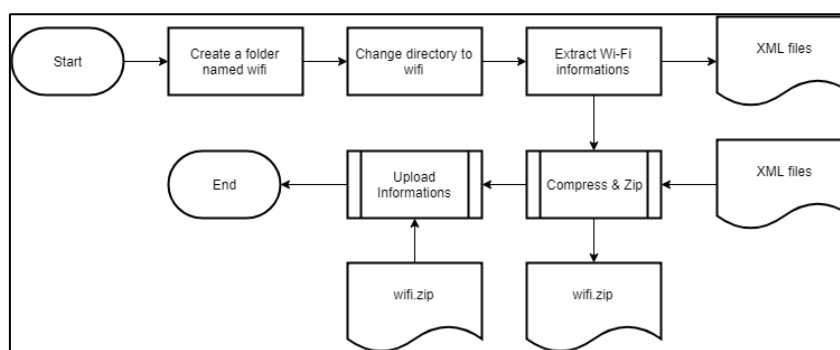 Start
Create a folder
named wifi
Change directory to
wifi
Extract Wi-Fi
informations
XML files
End
Upload
Informations
Compress & Zip
XML files
wifi.zip
wifi.zip